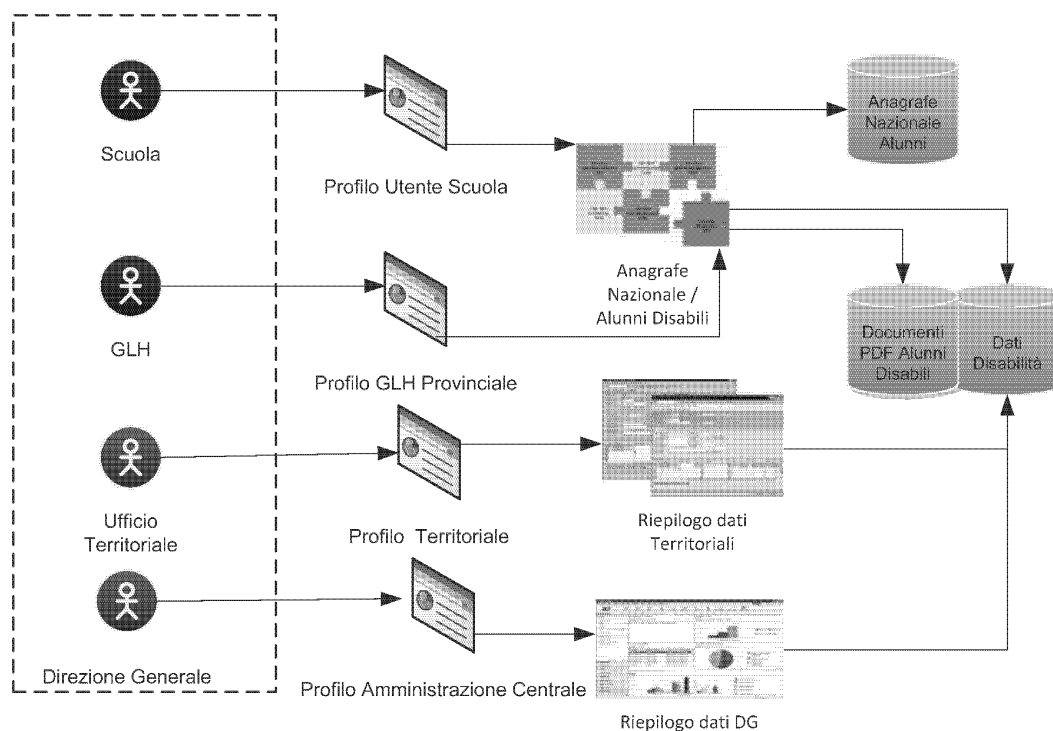 Scuola
Profilo Utente Scuola
Anagrafe
Nazionale
Alunni
GLH
Profilo GLH Provinciale
Anagrafe
Nazionale /
Alunni Disabili
Documenti
PDF Alunni
Disabili
Dati
Disabilità
Ufficio
Territoriale
Profilo Territoriale
Riepilogo dati
Territoriali
Direzione Generale
Profilo Amministrazione Centrale
Riepilogo dati DG